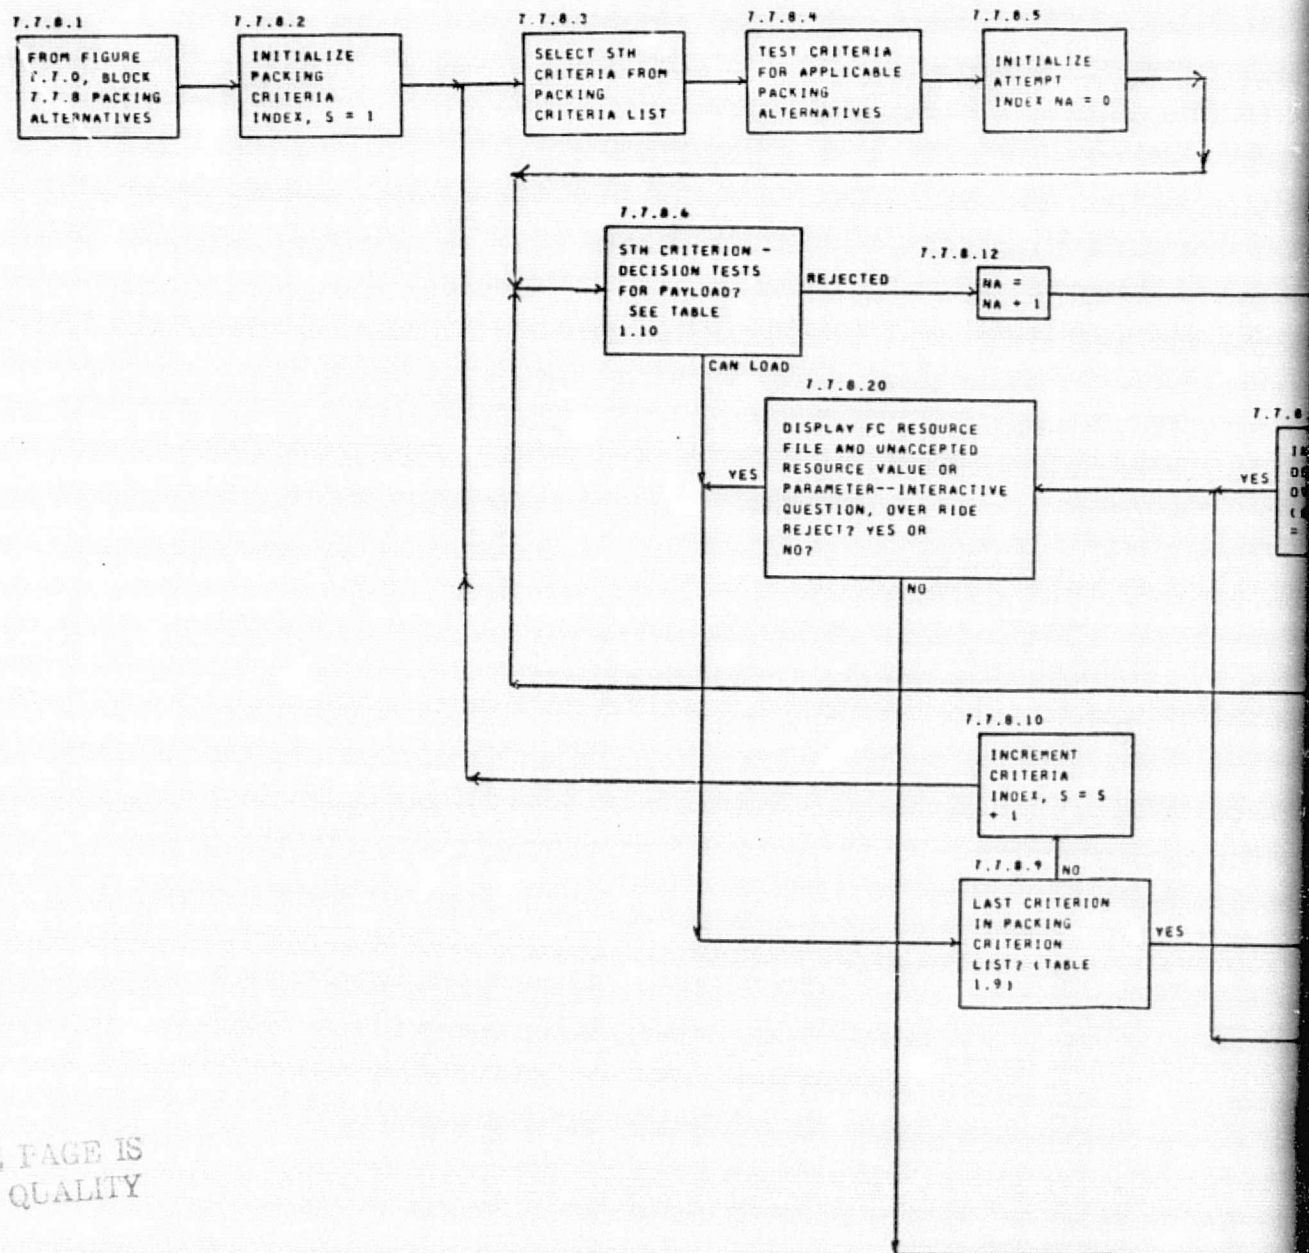 7.7.8.1
FROM FIGURE
7.7.0, BLOCK
7.7.8 PACKING
ALTERNATIVES
7.7.8.2
INITIALIZE
PACKING
CRITERIA
INDEX, S = 1
7.7.8.3
SELECT STH
CRITERIA FROM
PACKING
CRITERIA LIST
7.7.8.4
TEST CRITERIA
FOR APPLICABLE
PACKING
ALTERNATIVES
7.7.8.5
INITIALIZE
ATTEMPT
INDEX NA = 0
7.7.8.6
STH CRITERION -
DECISION TESTS
FOR PAYLOAD?
SEE TABLE
1.10
REJECTED
7.7.8.12
NA =
NA + 1
CAN LOAD
7.7.8.20
DISPLAY FC RESOURCE
FILE AND UNACCEPTED
RESOURCE VALUE OR
PARAMETER--INTERACTIVE
QUESTION, OVER RIDE
REJECT? YES OR
NO?
YES
NO
7.7.8
YES
7.7.8.10
INCREMENT
CRITERIA
INDEX, S = S
+ 1
7.7.8.9
NO
LAST CRITERION
IN PACKING
CRITERION
LIST? (TABLE
1.9)
YES
PAGE IS
QUALITY